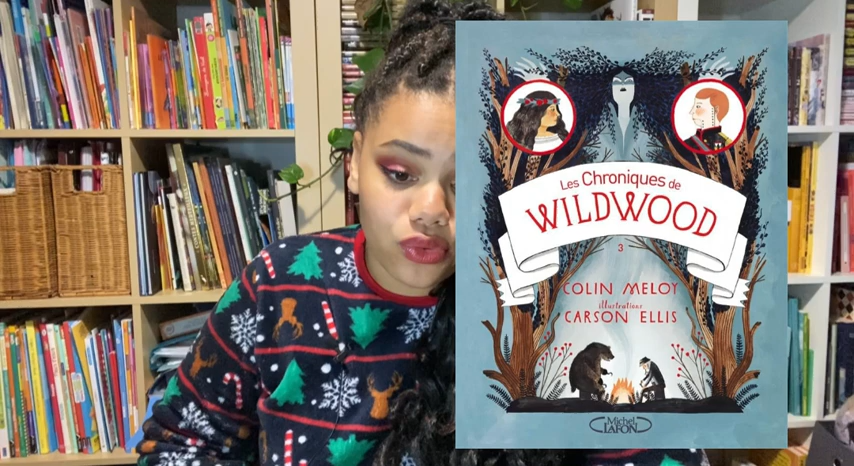 Les Chroniques de
WILDWOOD
3
COLIN MELOY
illustrations
CARSON ELLIS
Michel
LAFON